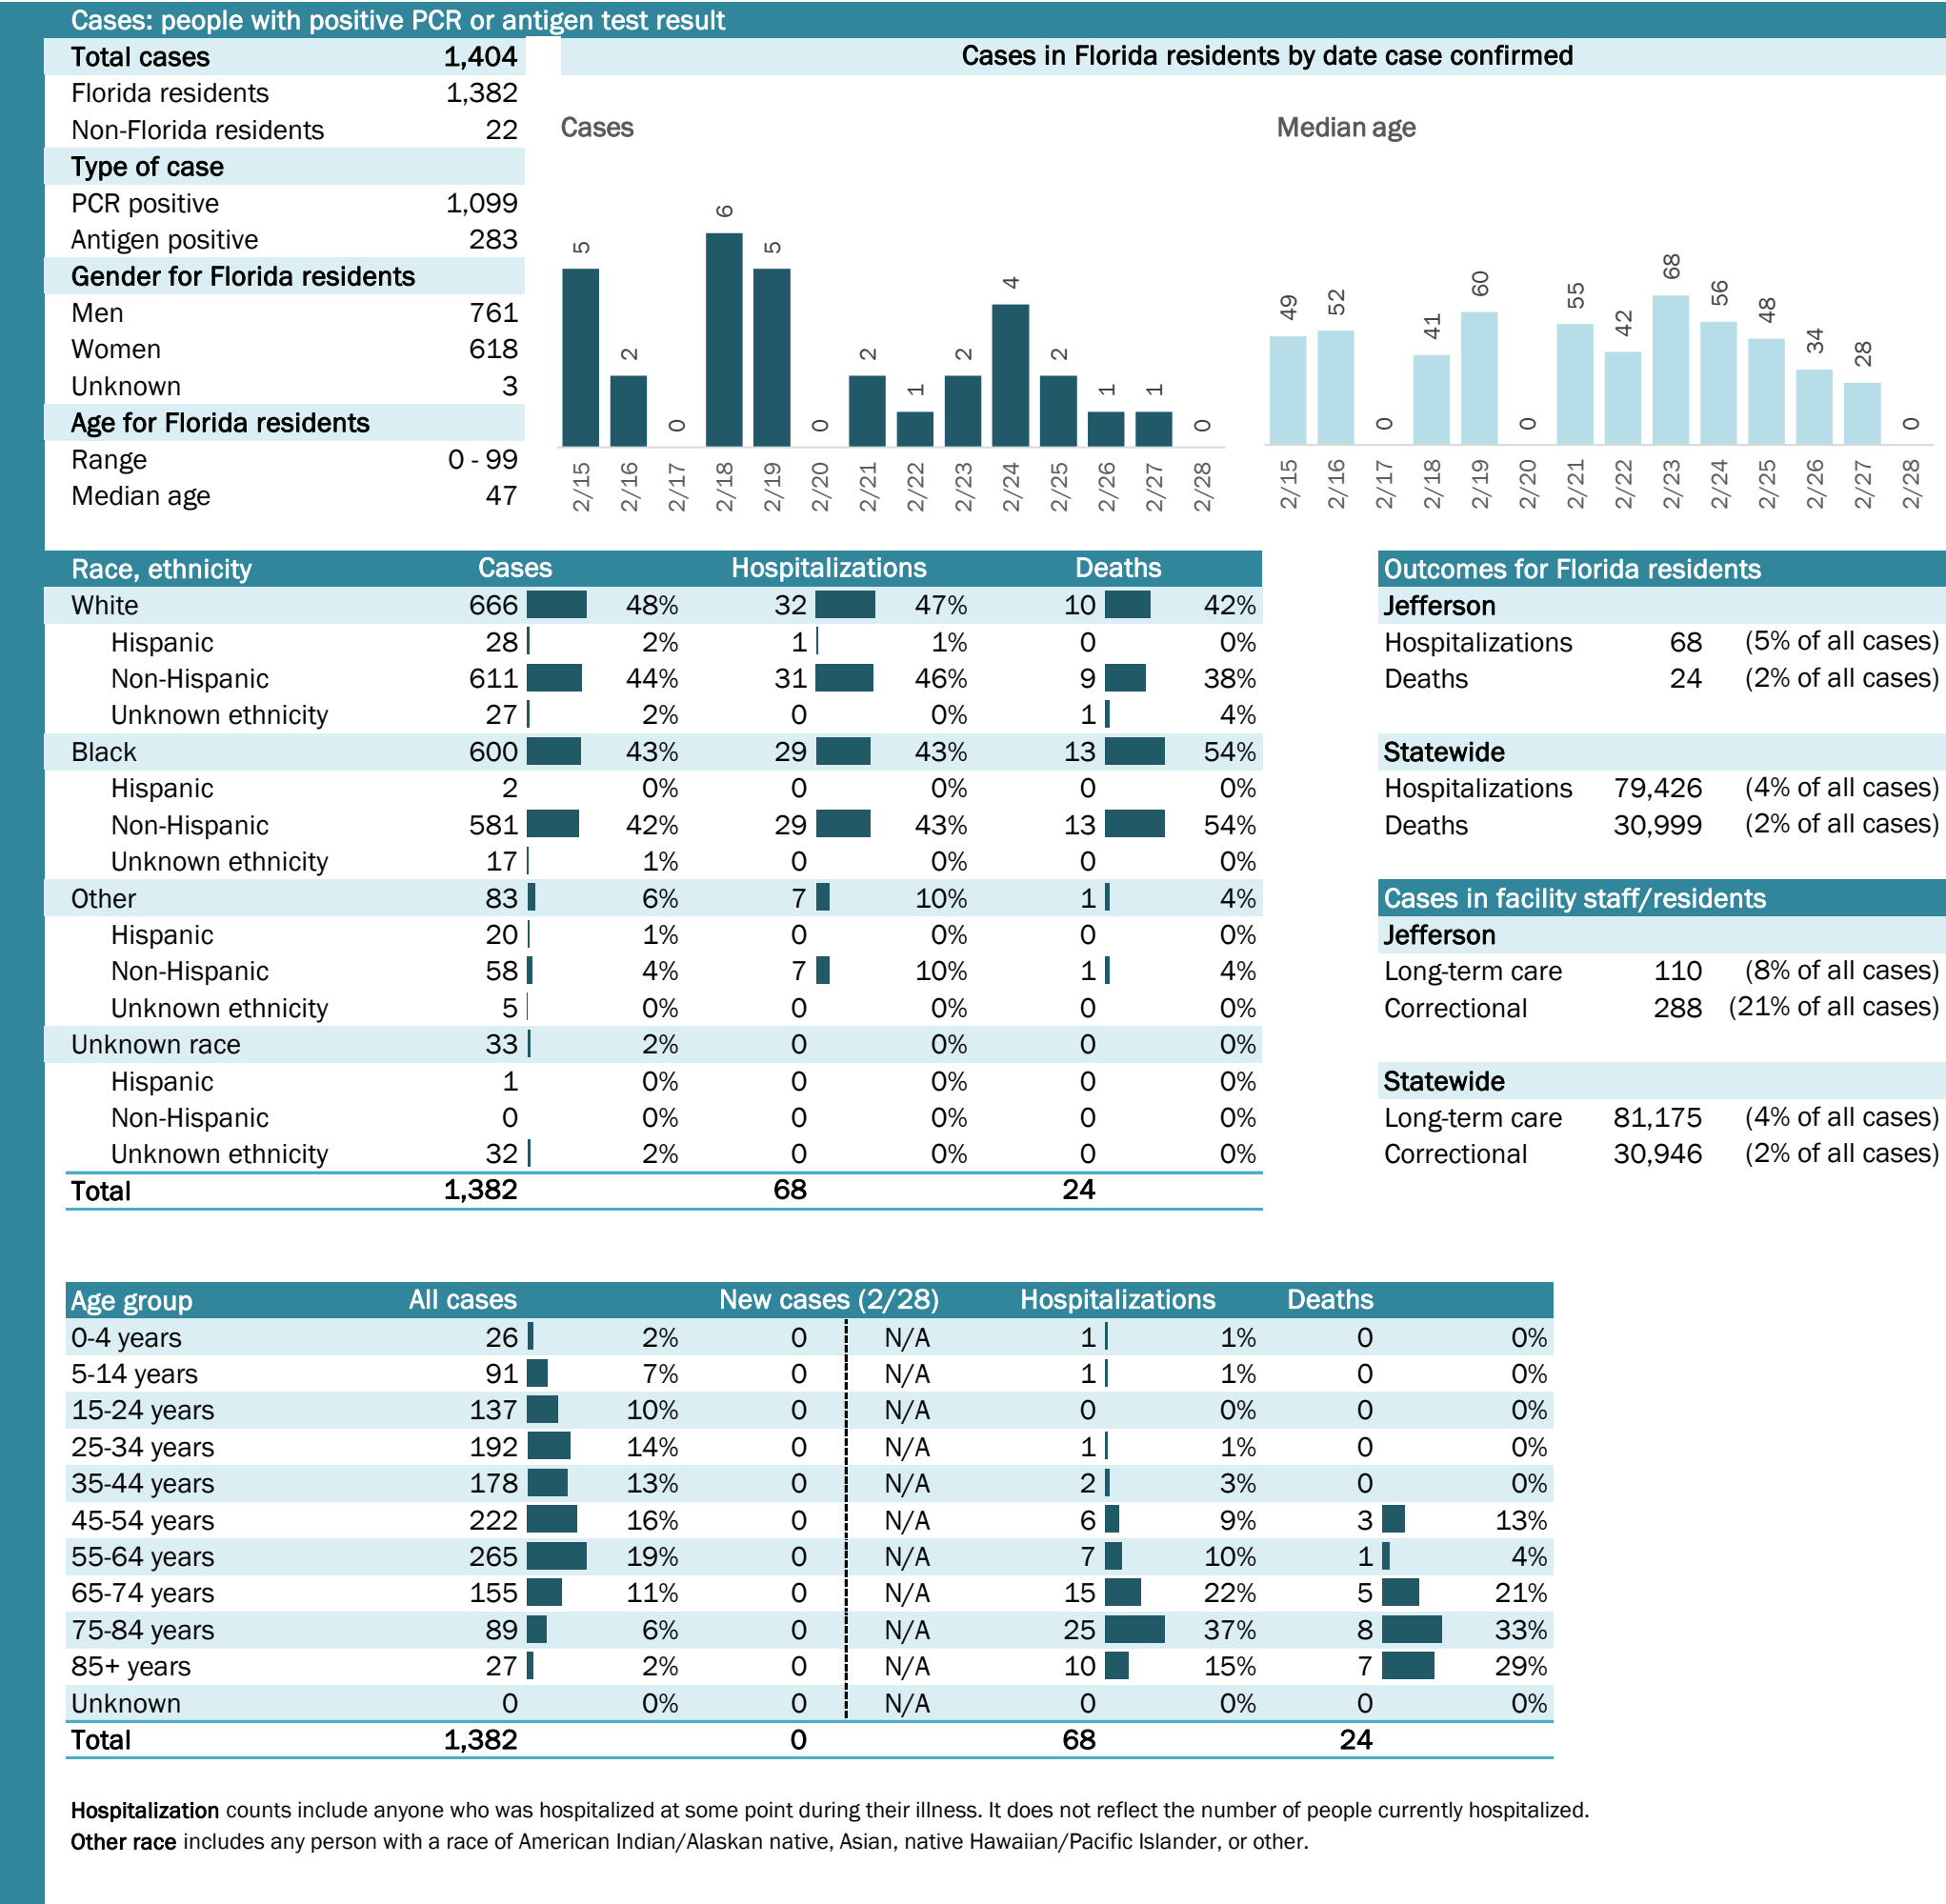 Cases: people with positive PCR or antigen test result
Total cases 1,404
Florida residents 1,382
Non-Florida residents 22
Type of case
PCR positive 1,099
Antigen positive 283
Gender for Florida residents
Men 761
Women 618
Unknown 3
Age for Florida residents
Range 0 - 99
Median age 47
Cases in Florida residents by date case confirmed
Cases
5 2 0 6 5 0 2 1 2 4 2 1 1 0
2/15 2/16 2/17 2/18 2/19 2/20 2/21 2/22 2/23 2/24 2/25 2/26 2/27 2/28
Median age
49 52 0 41 60 0 55 42 68 56 48 34 28 0
2/15 2/16 2/17 2/18 2/19 2/20 2/21 2/22 2/23 2/24 2/25 2/26 2/27 2/28
Race, ethnicity Cases Hospitalizations Deaths
White 666 48% 32 47% 10 42%
Hispanic 28 2% 1 1% 0 0%
Non-Hispanic 611 44% 31 46% 9 38%
Unknown ethnicity 27 2% 0 0% 1 4%
Black 600 43% 29 43% 13 54%
Hispanic 2 0% 0 0% 0 0%
Non-Hispanic 581 42% 29 43% 13 54%
Unknown ethnicity 17 1% 0 0% 0 0%
Other 83 6% 7 10% 1 4%
Hispanic 20 1% 0 0% 0 0%
Non-Hispanic 58 4% 7 10% 1 4%
Unknown ethnicity 5 0% 0 0% 0 0%
Unknown race 33 2% 0 0% 0 0%
Hispanic 1 0% 0 0% 0 0%
Non-Hispanic 0 0% 0 0% 0 0%
Unknown ethnicity 32 2% 0 0% 0 0%
Total 1,382 68 24
Outcomes for Florida residents
Jefferson
Hospitalizations 68 (5% of all cases)
Deaths 24 (2% of all cases)
Statewide
Hospitalizations 79,426 (4% of all cases)
Deaths 30,999 (2% of all cases)
Cases in facility staff/residents
Jefferson
Long-term care 110 (8% of all cases)
Correctional 288 (21% of all cases)
Statewide
Long-term care 81,175 (4% of all cases)
Correctional 30,946 (2% of all cases)
Age group All cases New cases (2/28) Hospitalizations Deaths
0-4 years 26 2% 0 N/A 1 1% 0 0%
5-14 years 91 7% 0 N/A 1 1% 0 0%
15-24 years 137 10% 0 N/A 0 0% 0 0%
25-34 years 192 14% 0 N/A 1 1% 0 0%
35-44 years 178 13% 0 N/A 2 3% 0 0%
45-54 years 222 16% 0 N/A 6 9% 3 13%
55-64 years 265 19% 0 N/A 7 10% 1 4%
65-74 years 155 11% 0 N/A 15 22% 5 21%
75-84 years 89 6% 0 N/A 25 37% 8 33%
85+ years 27 2% 0 N/A 10 15% 7 29%
Unknown 0 0% 0 N/A 0 0% 0 0%
Total 1,382 0 68 24
Hospitalization counts include anyone who was hospitalized at some point during their illness. It does not reflect the number of people currently hospitalized.
Other race includes any person with a race of American Indian/Alaskan native, Asian, native Hawaiian/Pacific Islander, or other.